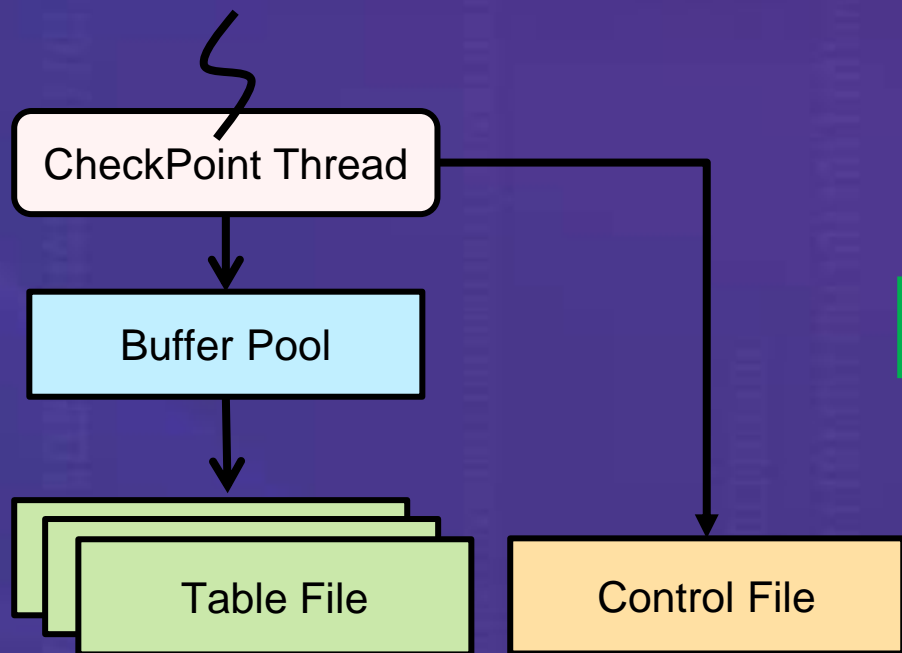 CheckPoint Thread
Buffer Pool
Table File
Control File